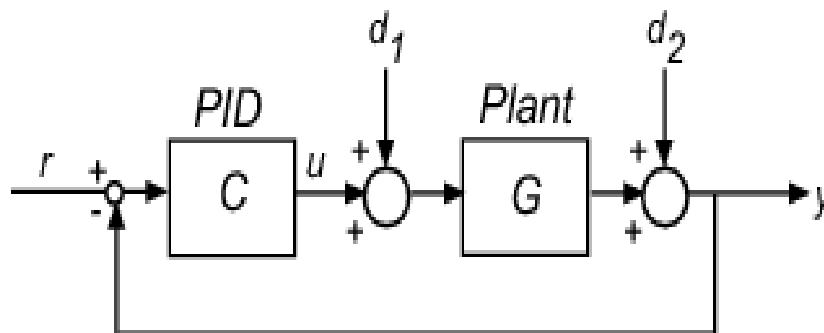 d1
d2
PID
Plant
r
+
-
C
u
+
+
G
+
+
y